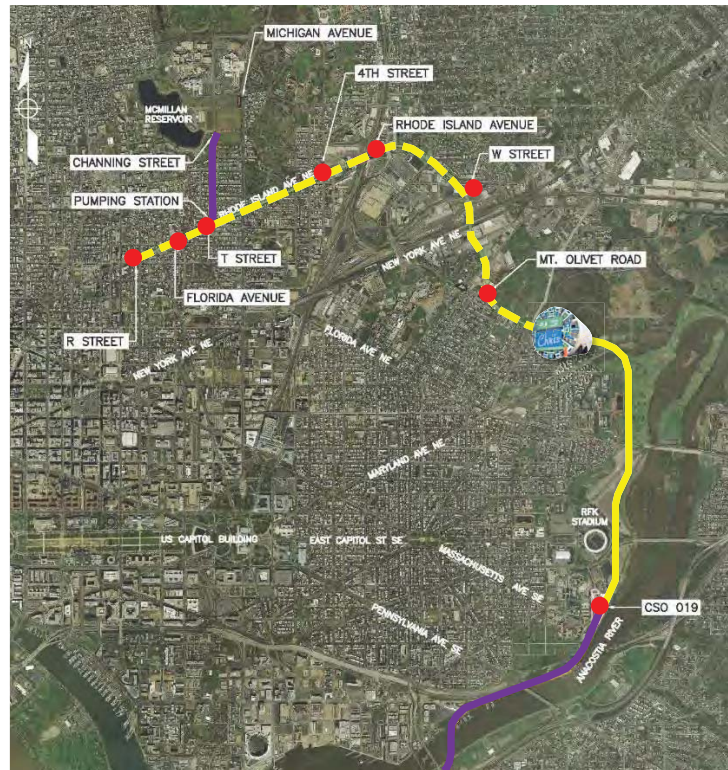 MICHIGAN AVENUE
N
4TH STREET
MCMILLAN
RESERVOIR
RHODE ISLAND AVENUE
CHANNING STREET
W STREET
PUMPING STATION
RHODE ISLAND AVE NE
T STREET
NEW YORK AVE NE
MT. OLIVET ROAD
FLORIDA AVENUE
R STREET
FLORIDA AVE NE
Chris
NEW YORK AVE NE
MARYLAND AVE NE
RFK
STADIUM
US CAPITOL BUILDING
EAST CAPITOL ST SE
MASSACHUSETTS AVE SE
PENNSYLVANIA AVE SE
CSO 019
ANACOSTIA RIVER